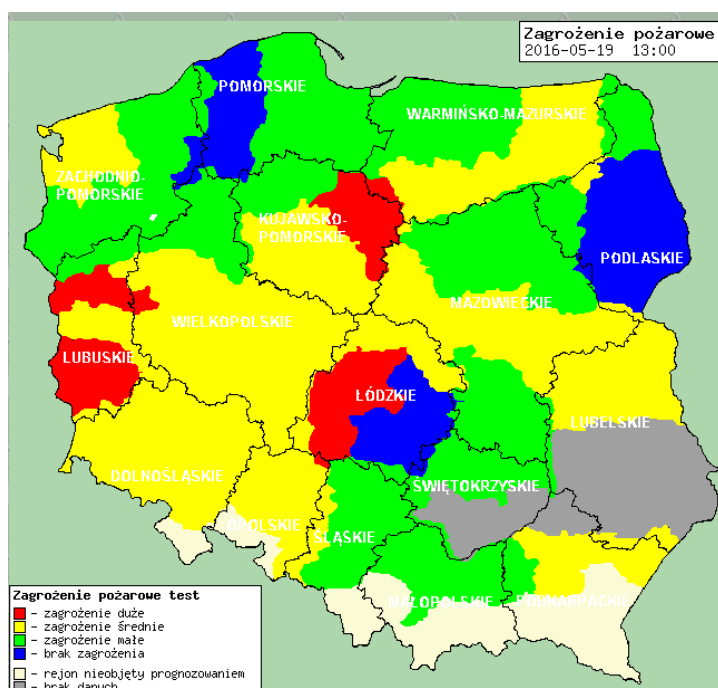 Zagrożenie pożarowe
2016-05-19 13:00
POMORSKIE
WARMIŃSKO-MAZURSKIE
ZACHODNIO-
POMORSKIE
KUJAWSKO-
POMORSKIE
PODLASKIE
MAZOWIECKIE
WIELKOPOLSKIE
LUBUSKIE
ŁÓDZKIE
LUBELSKIE
DOLNOŚLĄSKIE
ŚWIĘTOKRZYSKIE
OPOLSKIE
ŚLĄSKIE
MAŁOPOLSKIE
PODKARPACKIE
Zagrożenie pożarowe test
- zagrożenie duże
- zagrożenie średnie
- zagrożenie małe
- brak zagrożenia
- rejon nieobjęty prognozowaniem
- brak danych